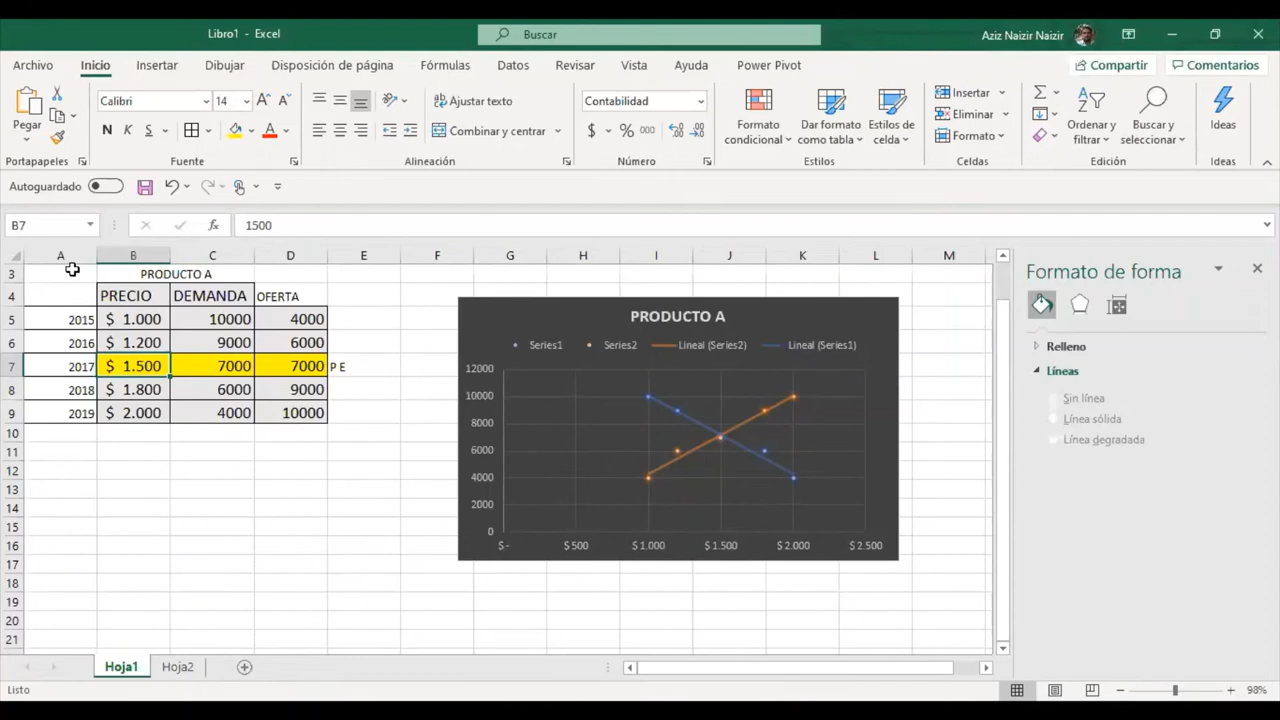 Libro1 - Excel
Buscar
Aziz Naizir Naizir
Archivo Inicio Insertar Dibujar Disposición de página Fórmulas Datos Revisar Vista Ayuda Power Pivot Compartir Comentarios
Pegar
Calibri 14
N K S
Ajustar texto
Combinar y centrar
Contabilidad
$ % 000
Formato condicional
Dar formato como tabla
Estilos de celda
Insertar
Eliminar
Formato
Ordenar y filtrar
Buscar y seleccionar
Ideas
Portapapeles Fuente Alineación Número Estilos Celdas Edición Ideas
Autoguardado
B7 fx 1500
A B C D E F G H I J K L M
3 PRODUCTO A
4 PRECIO DEMANDA OFERTA
5 2015 $ 1.000 10000 4000
6 2016 $ 1.200 9000 6000
7 2017 $ 1.500 7000 7000 P E
8 2018 $ 1.800 6000 9000
9 2019 $ 2.000 4000 10000
10
11
12
13
14
15
16
17
18
19
20
21
PRODUCTO A
Series1 Series2 Lineal (Series2) Lineal (Series1)
12000
10000
8000
6000
4000
2000
0
$ - $ 500 $ 1.000 $ 1.500 $ 2.000 $ 2.500
Formato de forma
Relleno
Líneas
Sin línea
Línea sólida
Línea degradada
Hoja1 Hoja2
Listo
98%